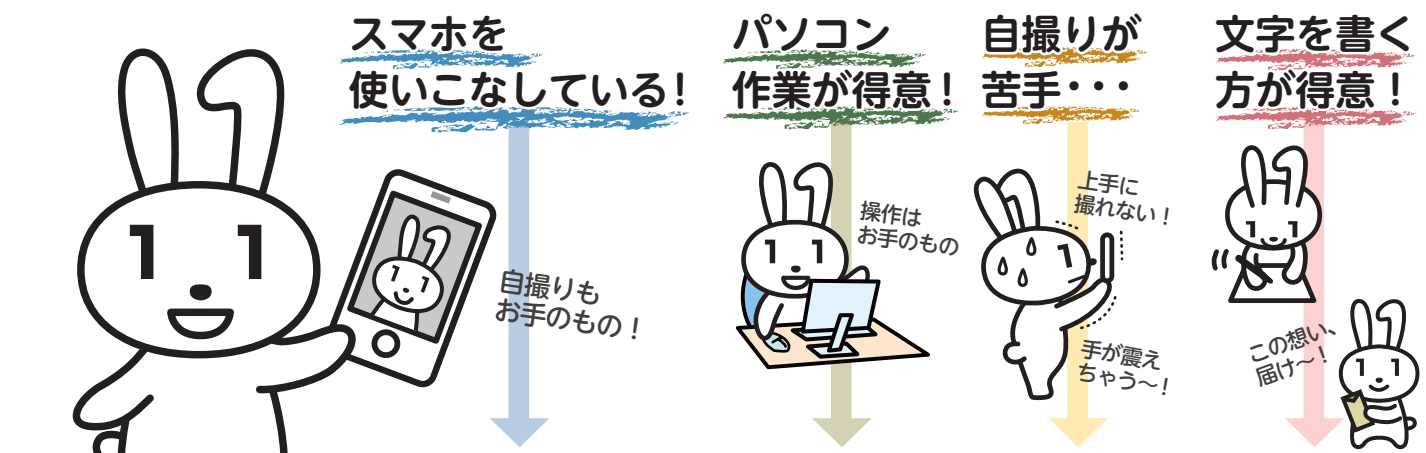 スマホを
使いこなしている！
自撮りも
お手のもの！
パソコン
作業が得意！
操作は
お手のもの
自撮りが
苦手・・・
上手に
撮れない！
手が震え
ちゃう～！
文字を書く
方が得意！
この想い、
届け～！